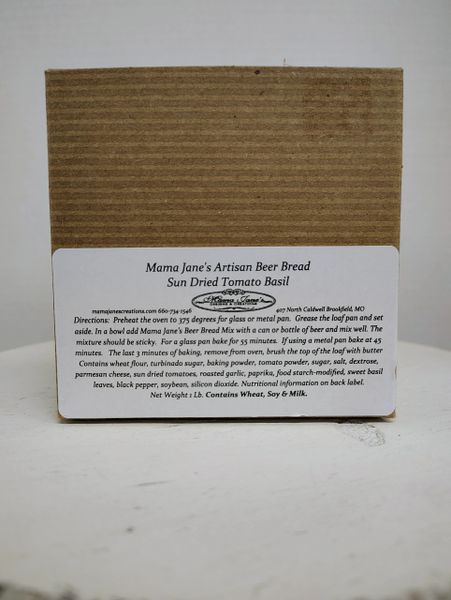 Mama Jane's Artisan Beer Bread
Sun Dried Tomato Basil
Mama Jane's
mamajanescreations.com 660-734-1546 407 North Caldwell Brookfield, MO
Directions: Preheat the oven to 375 degrees for glass or metal pan. Grease the loaf pan and set
aside. In a bowl add Mama Jane's Beer Bread Mix with a can or bottle of beer and mix well. The
mixture should be sticky. For a glass pan bake for 55 minutes. If using a metal pan bake at 45
minutes. The last 3 minutes of baking, remove from oven, brush the top of the loaf with butter
Contains wheat flour, turbinado sugar, baking powder, tomato powder, sugar, salt, dextrose,
parmesan cheese, sun dried tomatoes, roasted garlic, paprika, food starch-modified, sweet basil
leaves, black pepper, soybean, silicon dioxide. Nutritional information on back label.
Net Weight 1 Lb. Contains Wheat, Soy & Milk.